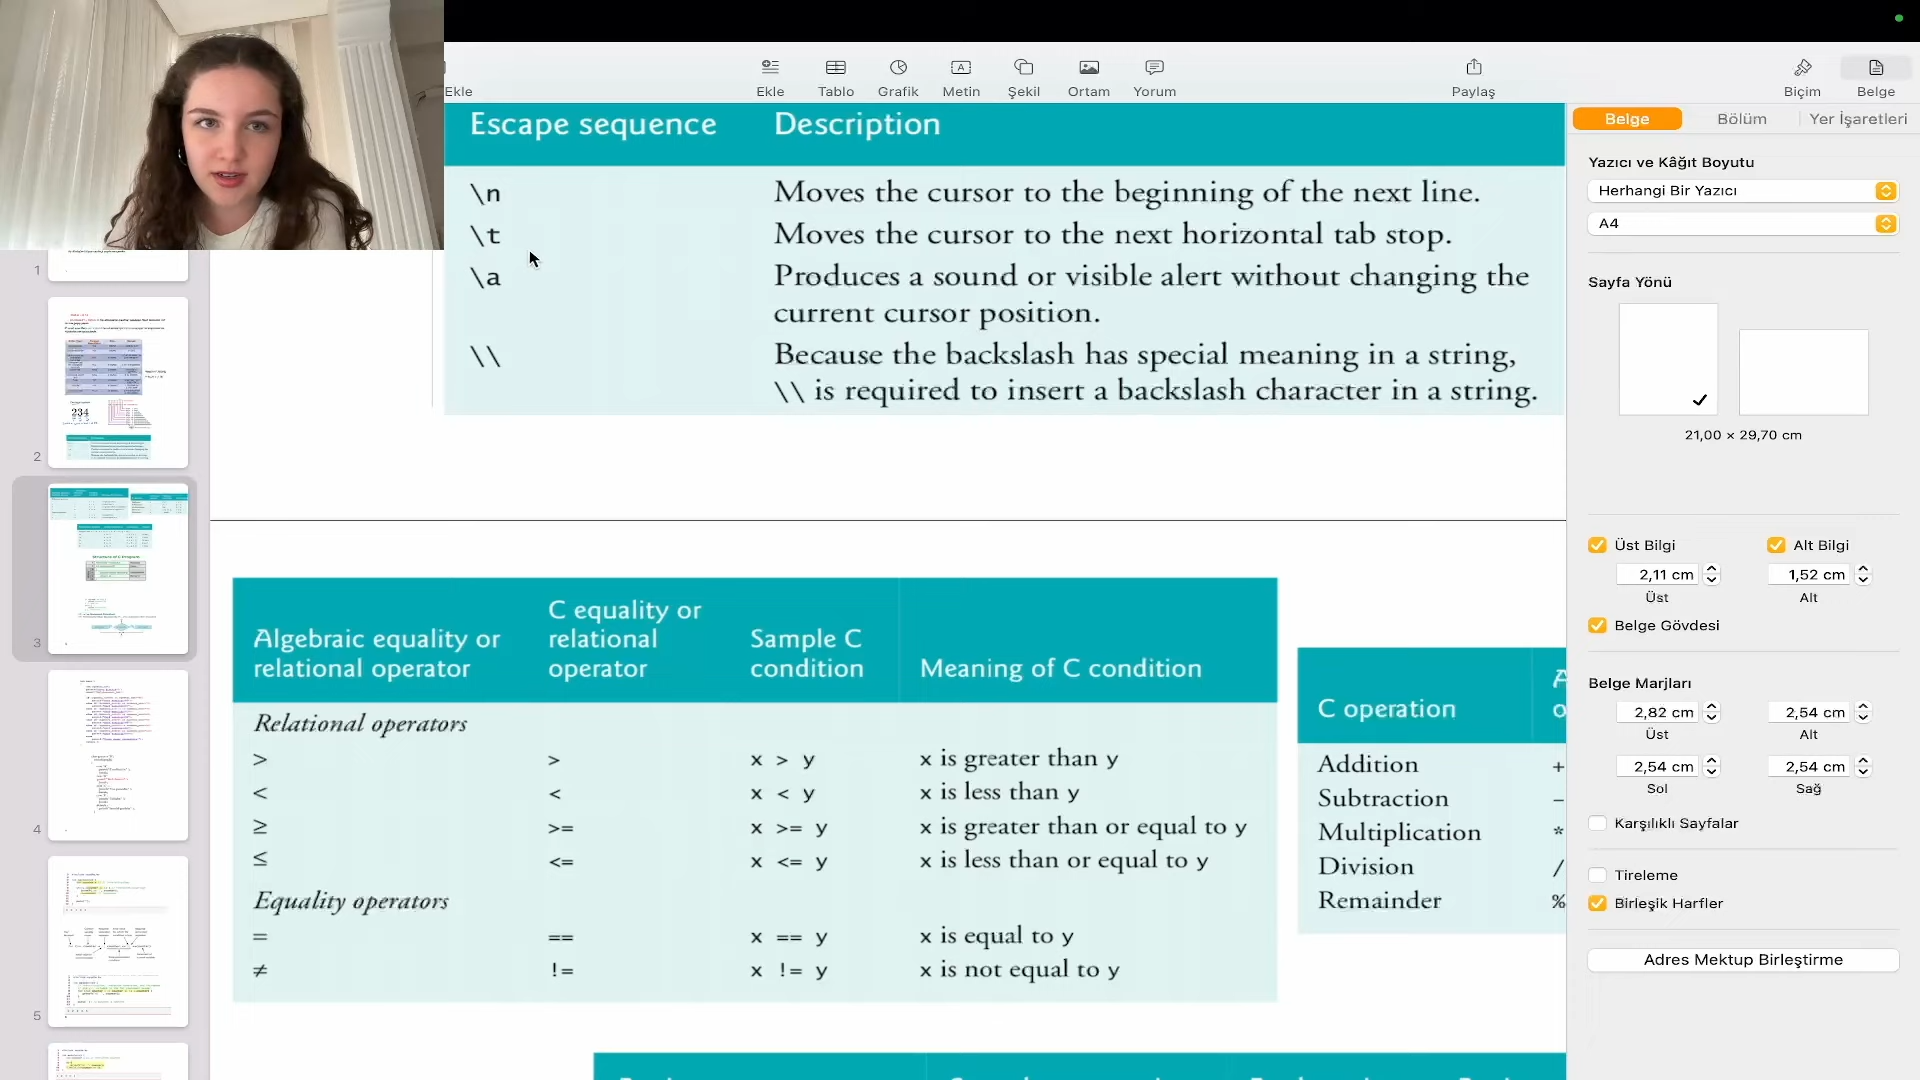 Ekle
Ekle
Tablo
Grafik
Metin
Şekil
Ortam
Yorum
Paylaş
Biçim
Belge
Escape sequence Description
\n Moves the cursor to the beginning of the next line.
\t Moves the cursor to the next horizontal tab stop.
\a Produces a sound or visible alert without changing the
current cursor position.
\\ Because the backslash has special meaning in a string,
\\ is required to insert a backslash character in a string.
1
2
234
3
Structure of C Program
4
5
Algebraic equality or
relational operator
C equality or
relational
operator
Sample C
condition
Meaning of C condition
Relational operators
> > x > y x is greater than y
< < x < y x is less than y
≥ >= x >= y x is greater than or equal to y
≤ <= x <= y x is less than or equal to y
Equality operators
= == x == y x is equal to y
≠ != x != y x is not equal to y
C operation
Addition +
Subtraction −
Multiplication *
Division /
Remainder %
Belge
Bölüm
Yer İşaretleri
Yazıcı ve Kâğıt Boyutu
Herhangi Bir Yazıcı
A4
Sayfa Yönü
21,00 × 29,70 cm
Üst Bilgi
Alt Bilgi
2,11 cm
1,52 cm
Üst
Alt
Belge Gövdesi
Belge Marjları
2,82 cm
2,54 cm
Üst
Alt
2,54 cm
2,54 cm
Sol
Sağ
Karşılıklı Sayfalar
Tireleme
Birleşik Harfler
Adres Mektup Birleştirme